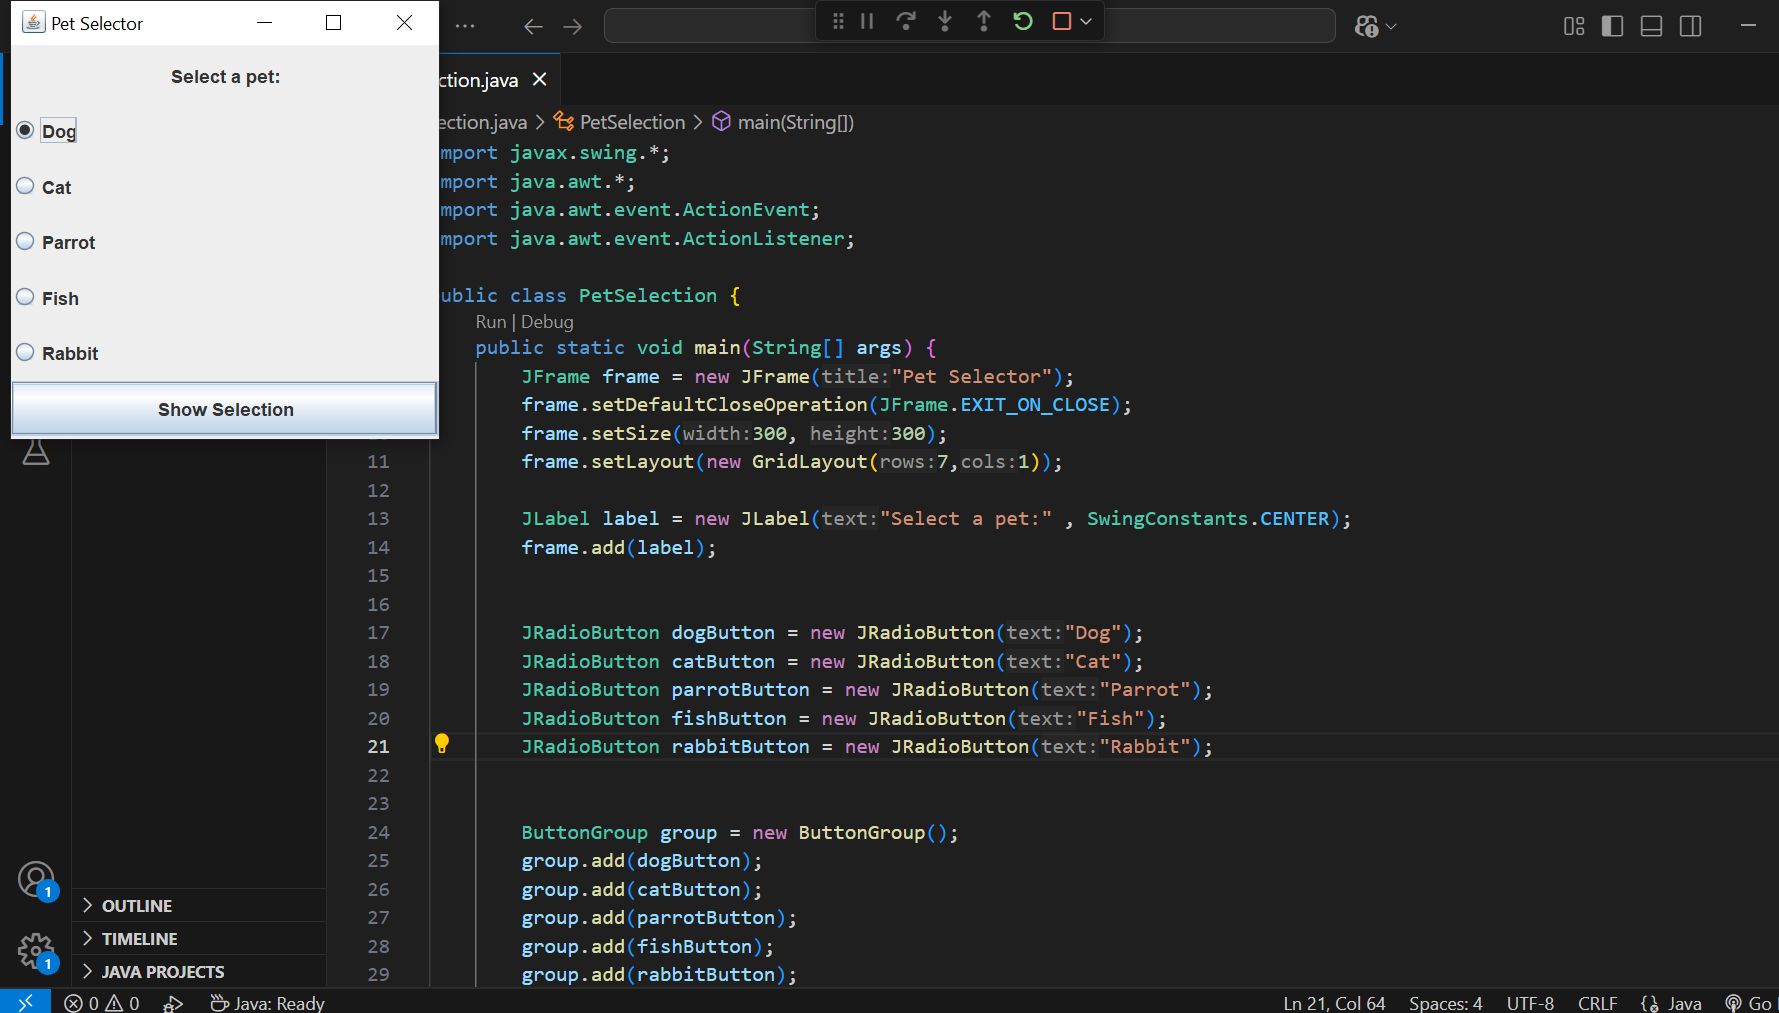 Pet Selector
Select a pet:
Dog
Cat
Parrot
Fish
Rabbit
Show Selection
ction.java
ection.java > PetSelection > main(String[])
mport javax.swing.*;
mport java.awt.*;
mport java.awt.event.ActionEvent;
mport java.awt.event.ActionListener;
ublic class PetSelection {
Run | Debug
public static void main(String[] args) {
JFrame frame = new JFrame(title:"Pet Selector");
frame.setDefaultCloseOperation(JFrame.EXIT_ON_CLOSE);
frame.setSize(width:300, height:300);
11 frame.setLayout(new GridLayout(rows:7,cols:1));
12
13 JLabel label = new JLabel(text:"Select a pet:" , SwingConstants.CENTER);
14 frame.add(label);
15
16
17 JRadioButton dogButton = new JRadioButton(text:"Dog");
18 JRadioButton catButton = new JRadioButton(text:"Cat");
19 JRadioButton parrotButton = new JRadioButton(text:"Parrot");
20 JRadioButton fishButton = new JRadioButton(text:"Fish");
21 JRadioButton rabbitButton = new JRadioButton(text:"Rabbit");
22
23
24 ButtonGroup group = new ButtonGroup();
25 group.add(dogButton);
26 group.add(catButton);
27 group.add(parrotButton);
28 group.add(fishButton);
29 group.add(rabbitButton);
1
1
OUTLINE
TIMELINE
JAVA PROJECTS
0 0 Java: Ready Ln 21, Col 64 Spaces: 4 UTF-8 CRLF Java Go